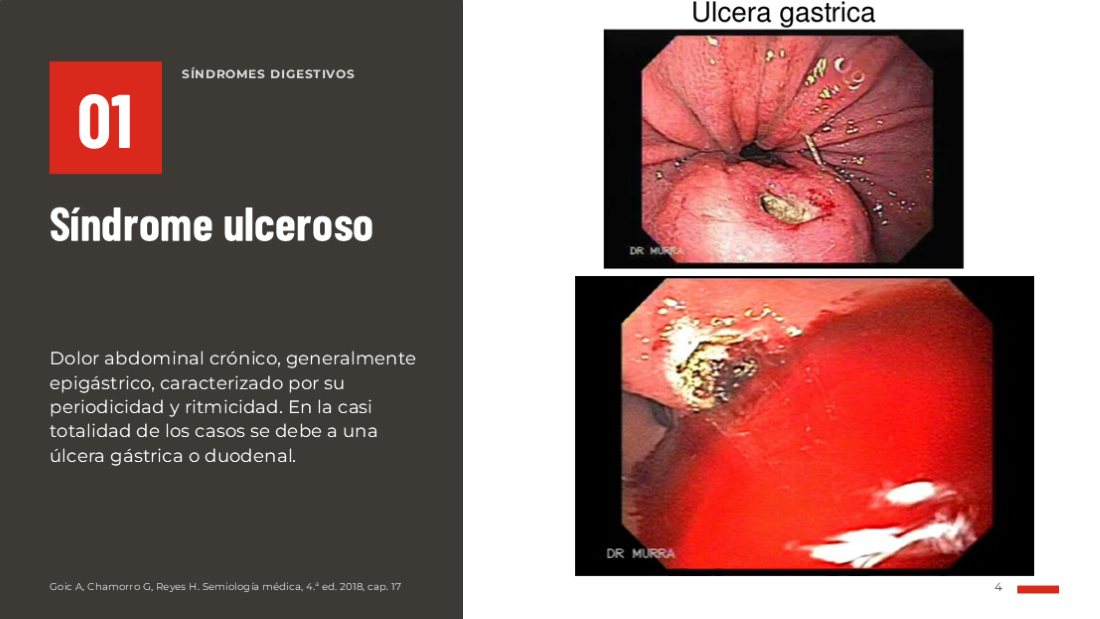 01
SÍNDROMES DIGESTIVOS
Síndrome ulceroso
Dolor abdominal crónico, generalmente
epigástrico, caracterizado por su
periodicidad y ritmicidad. En la casi
totalidad de los casos se debe a una
úlcera gástrica o duodenal.
Goic A, Chamorro G, Reyes H. Semiología médica, 4.ª ed. 2018, cap. 17
Ulcera gastrica
DR MURRA
DR MURRA
4